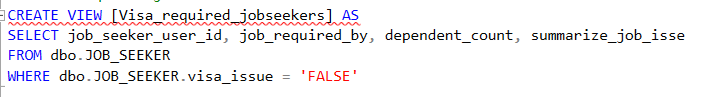 CREATE VIEW [Visa_required_jobseekers] AS
SELECT job_seeker_user_id, job_required_by, dependent_count, summarize_job_isse
FROM dbo.JOB_SEEKER
WHERE dbo.JOB_SEEKER.visa_issue = 'FALSE'